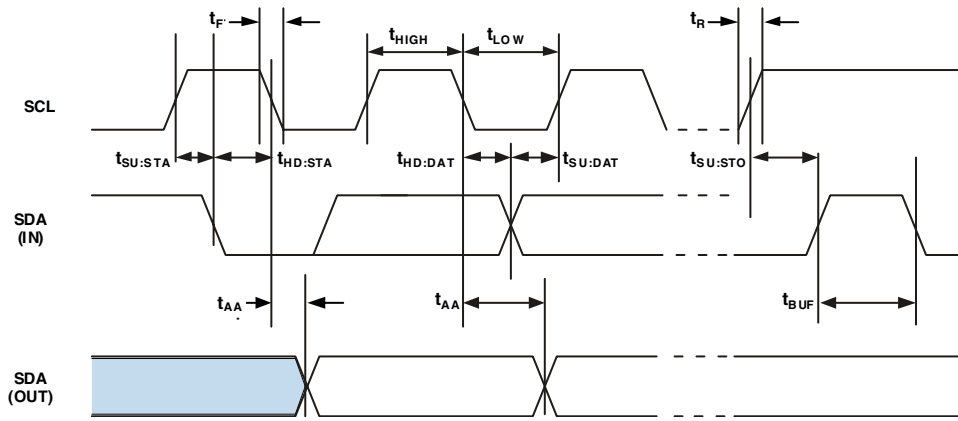 tF
tR
tHIGH
tLOW
SCL
tSU:STA
tHD:STA
tHD:DAT
tSU:DAT
tSU:STO
SDA
(IN)
tAA
tAA
tBUF
SDA
(OUT)